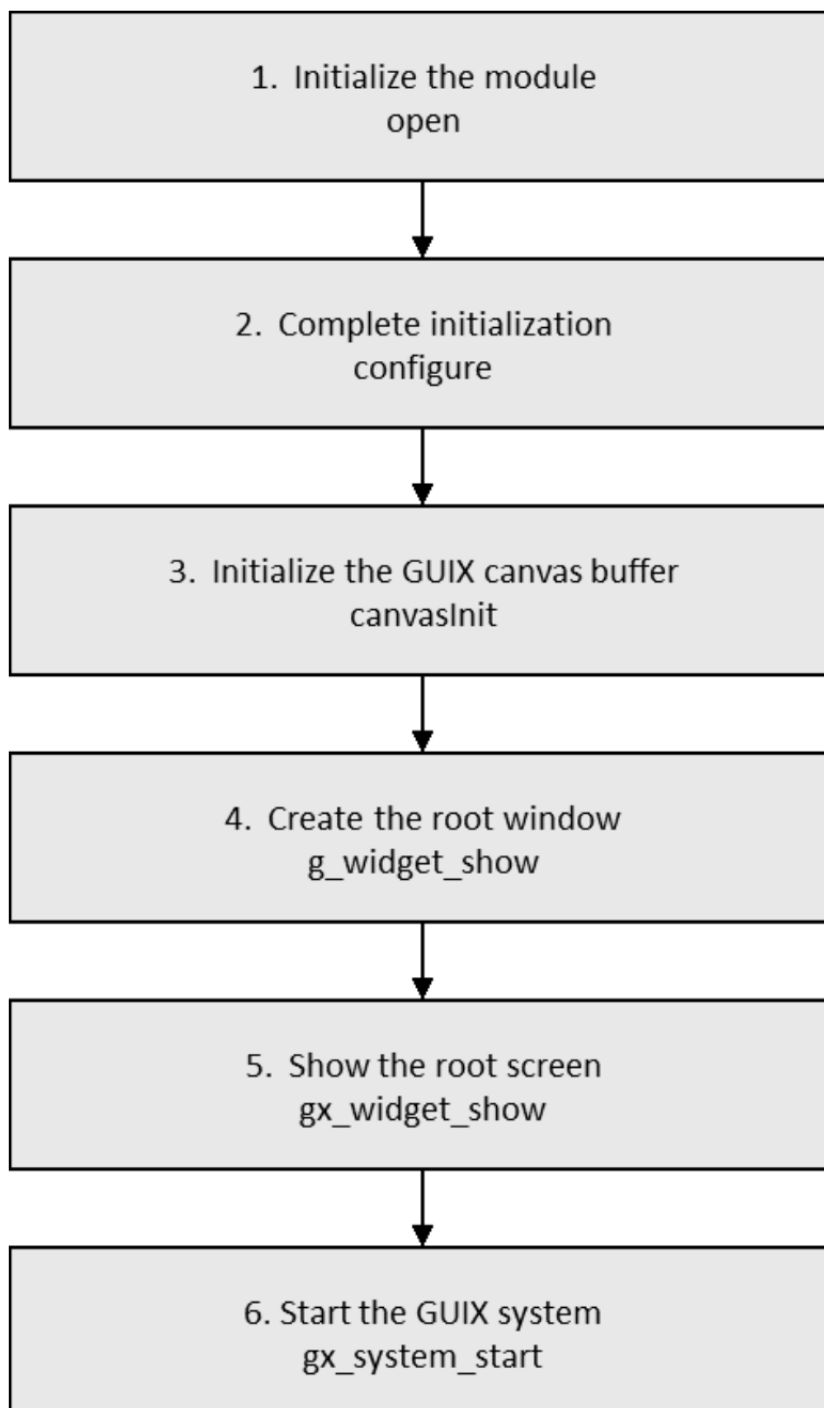 1. Initialize the module
open
2. Complete initialization
configure
3. Initialize the GUIX canvas buffer
canvasInit
4. Create the root window
g_widget_show
5. Show the root screen
gx_widget_show
6. Start the GUIX system
gx_system_start